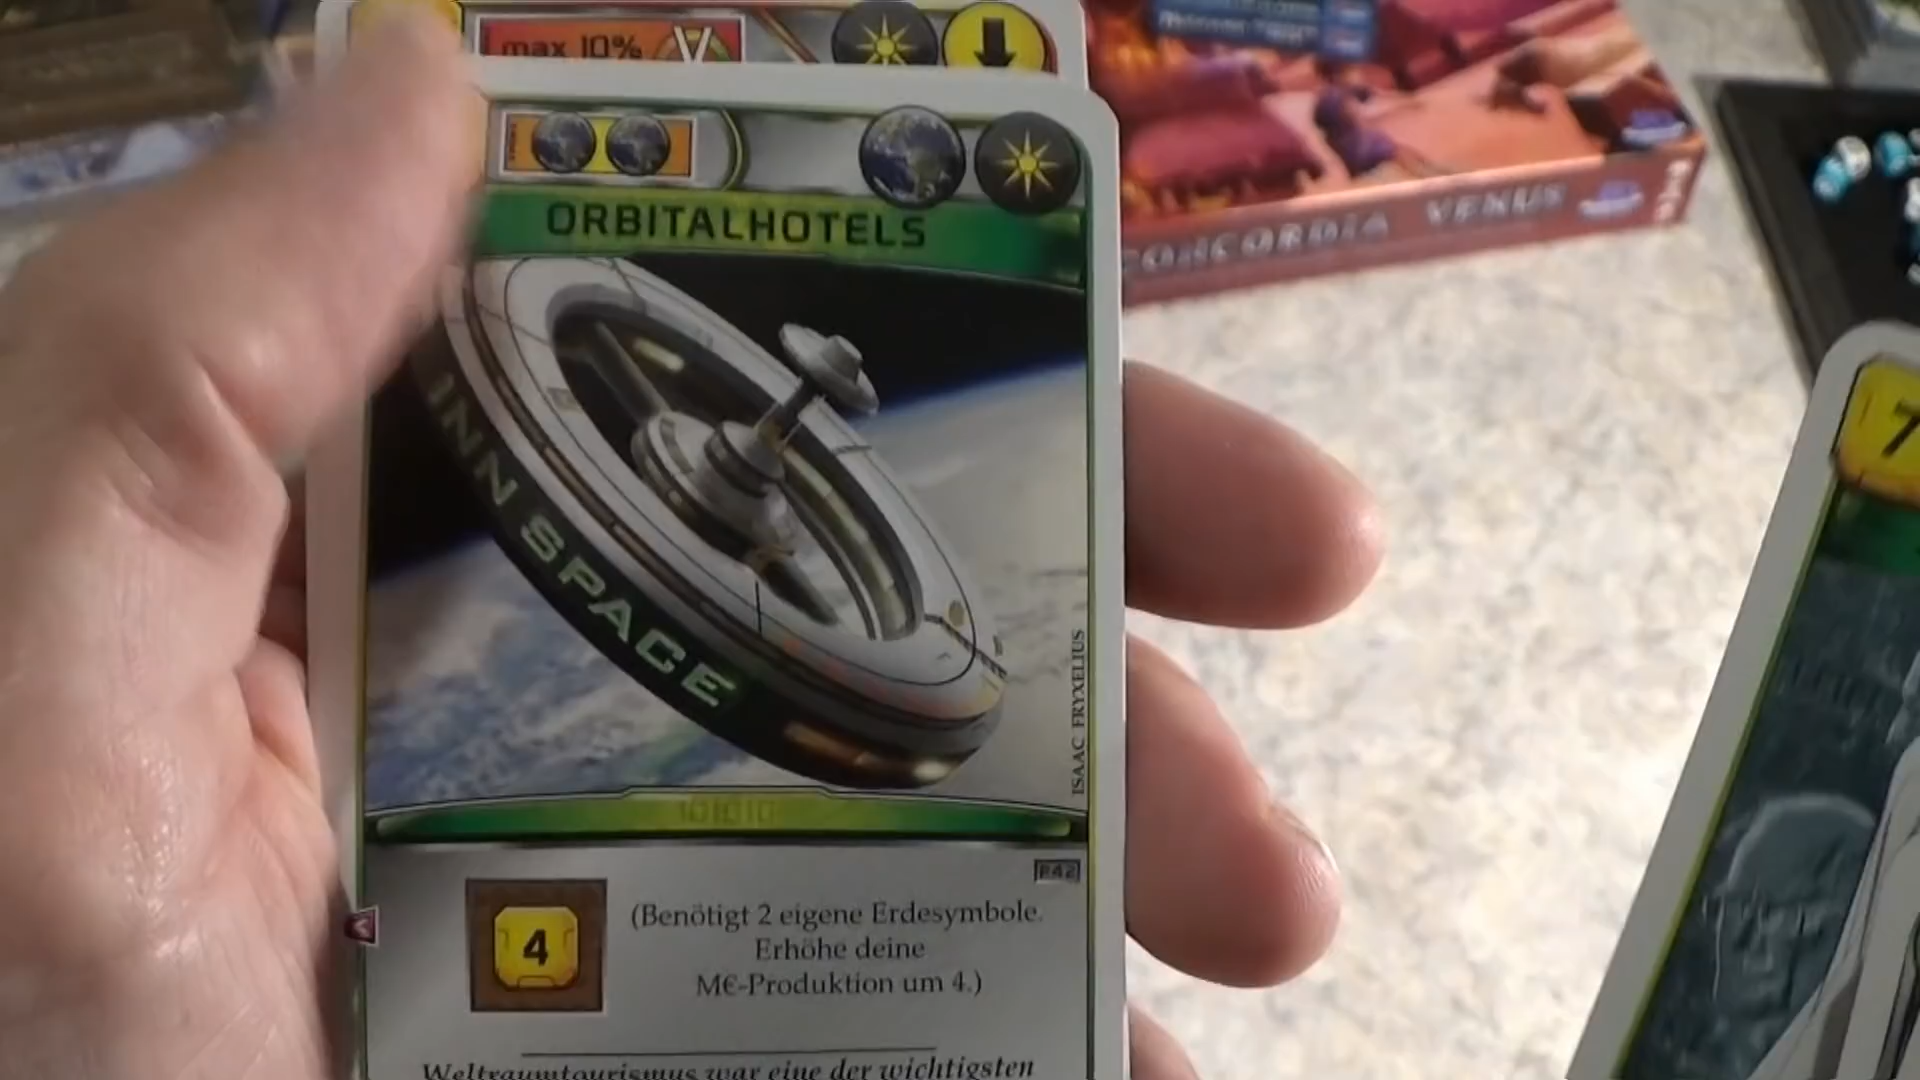 max 10%
ORBITALHOTELS
INN SPACE
ISAAC FRYXELIUS
CONCORDIA VENUS
7
P42
4
(Benötigt 2 eigene Erdesymbole.
Erhöhe deine
M€-Produktion um 4.)
Weltraumtourismus war eine der wichtigsten